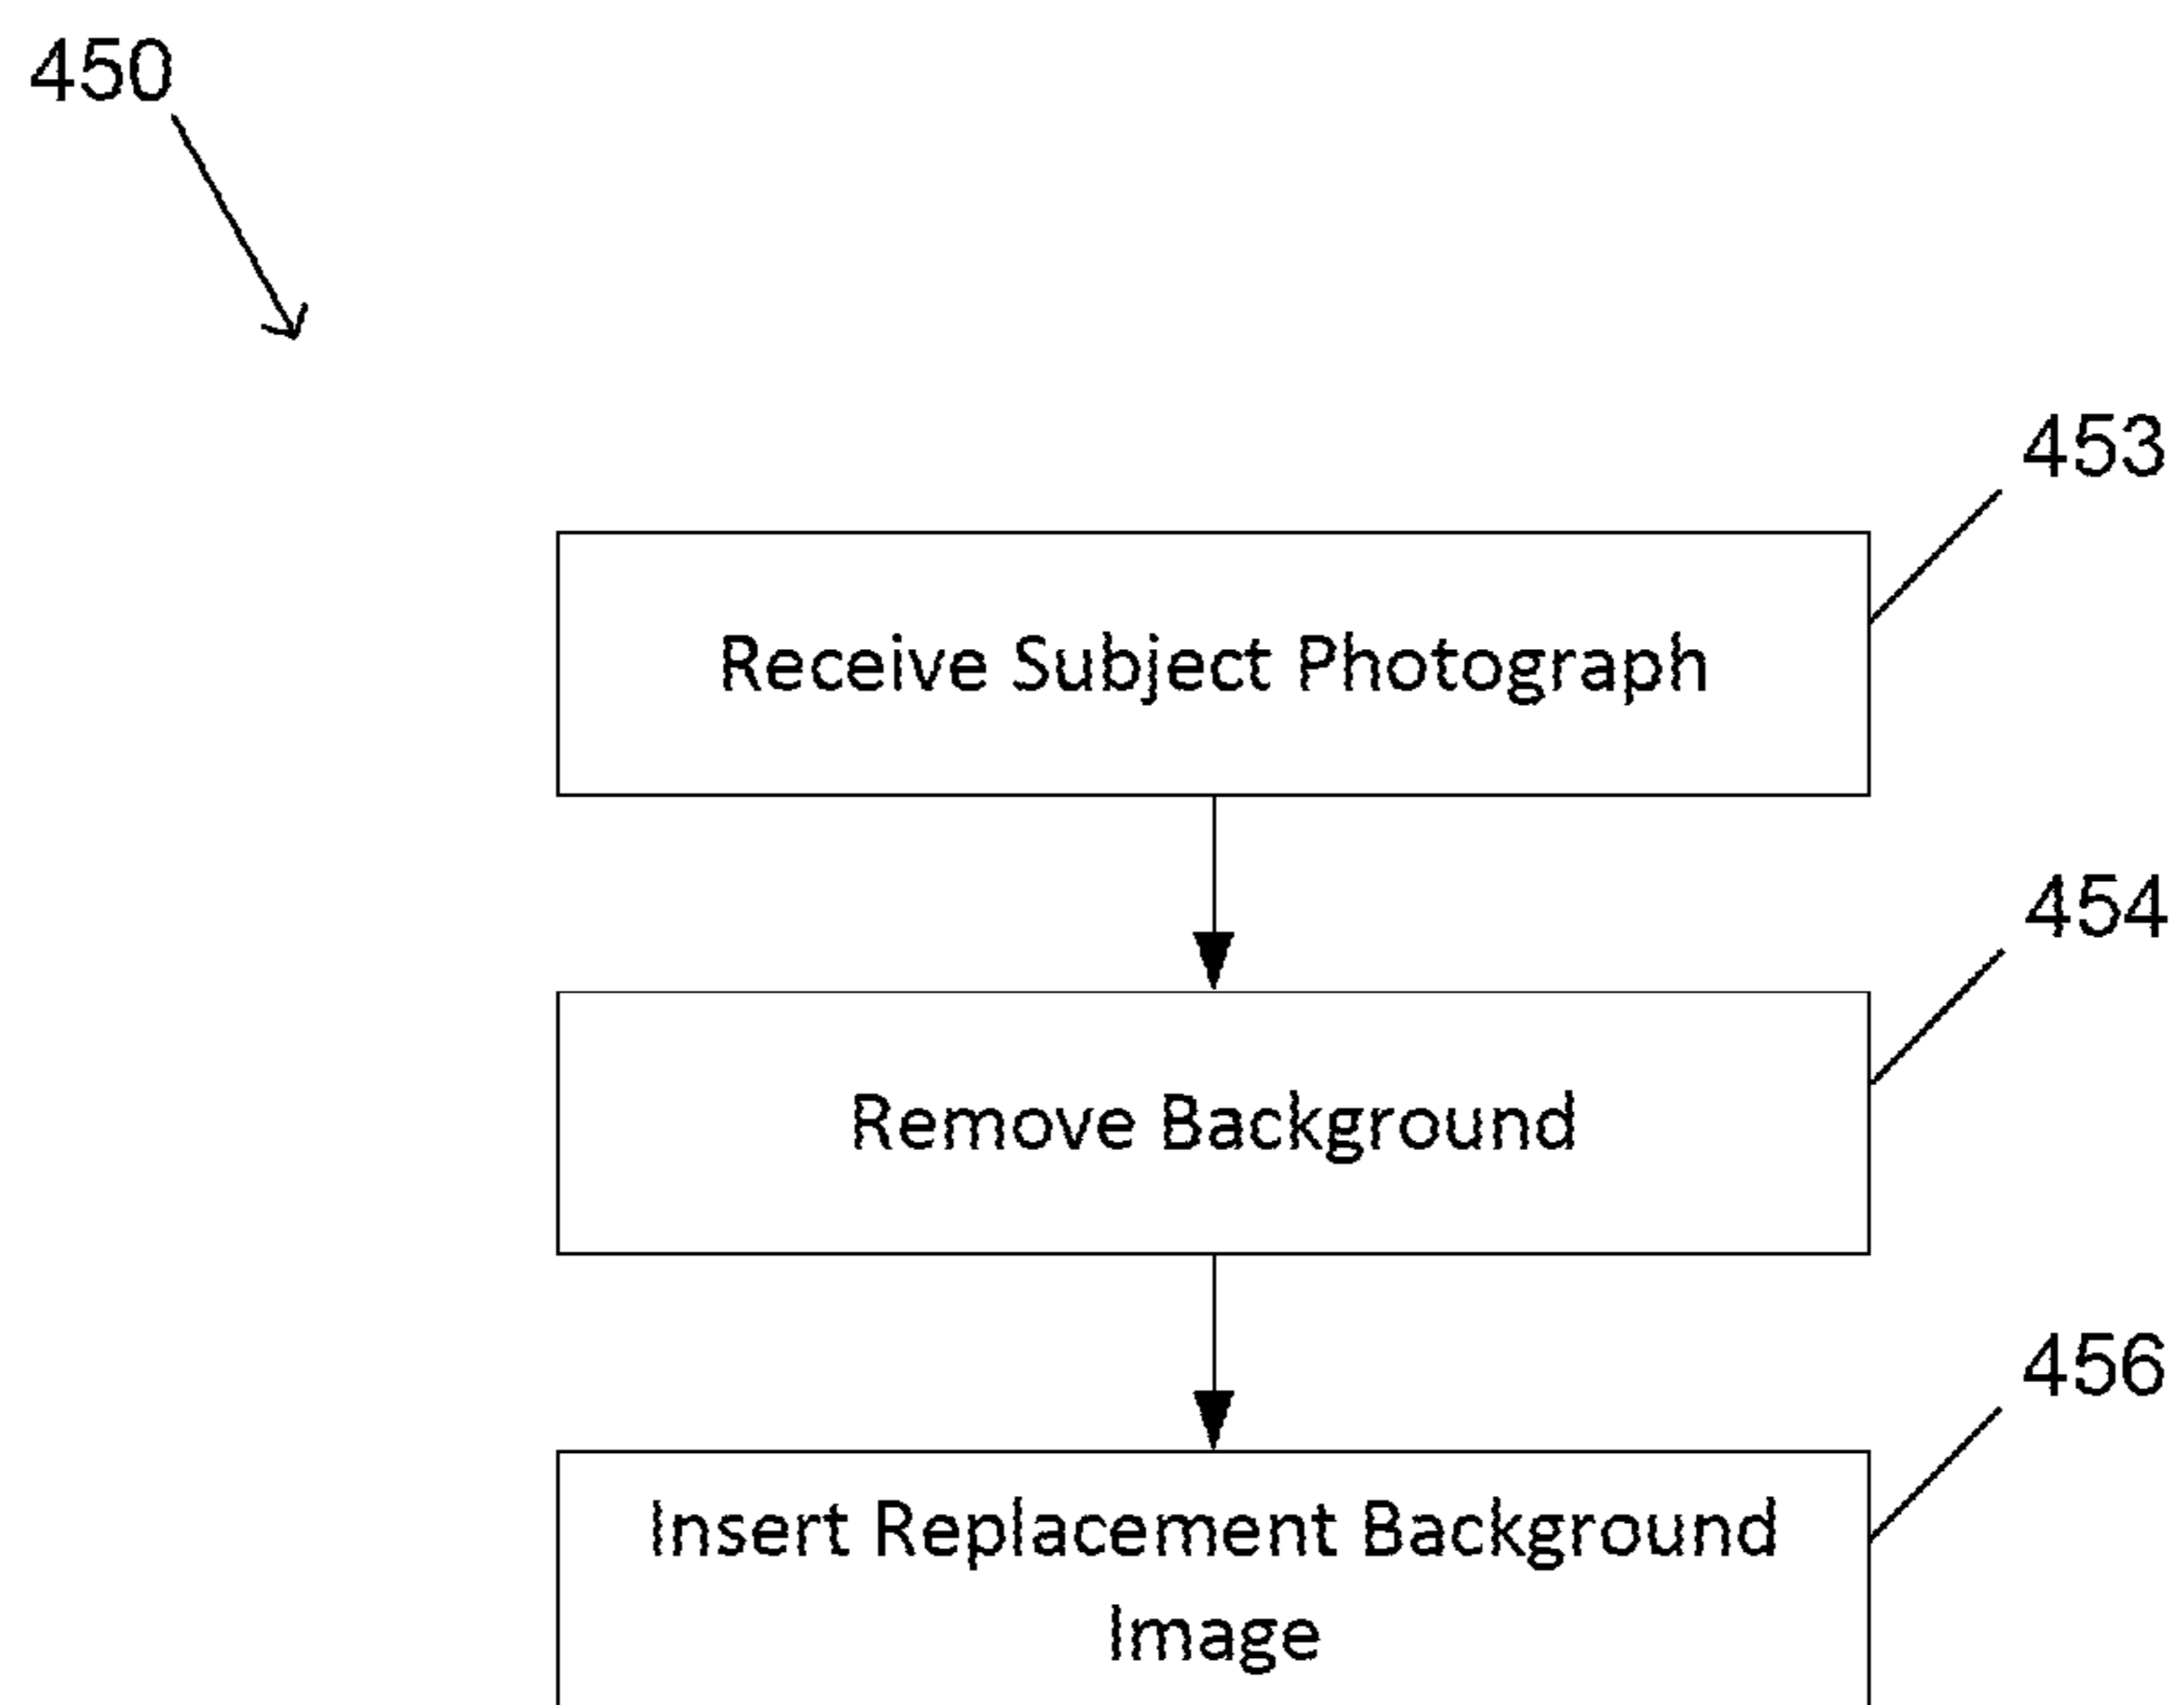 450
453
Receive Subject Photograph
454
Remove Background
456
Insert Replacement Background
Image